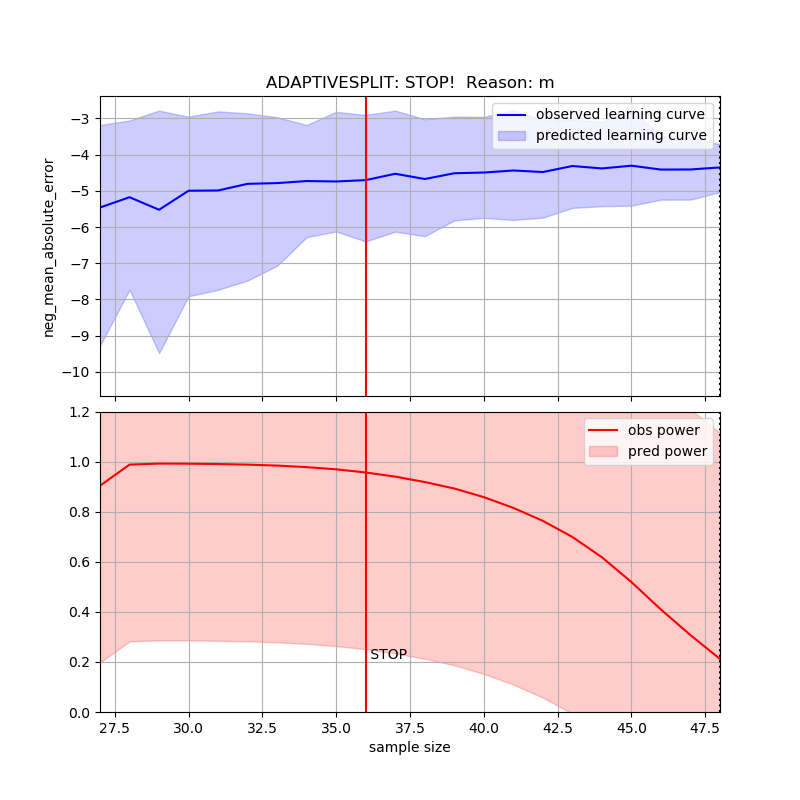 ADAPTIVESPLIT: STOP!  Reason: m
observed learning curve
predicted learning curve
neg_mean_absolute_error
−3
−4
−5
−6
−7
−8
−9
−10
obs power
pred power
1.2
1.0
0.8
0.6
0.4
0.2
0.0
STOP
27.5 30.0 32.5 35.0 37.5 40.0 42.5 45.0 47.5
sample size